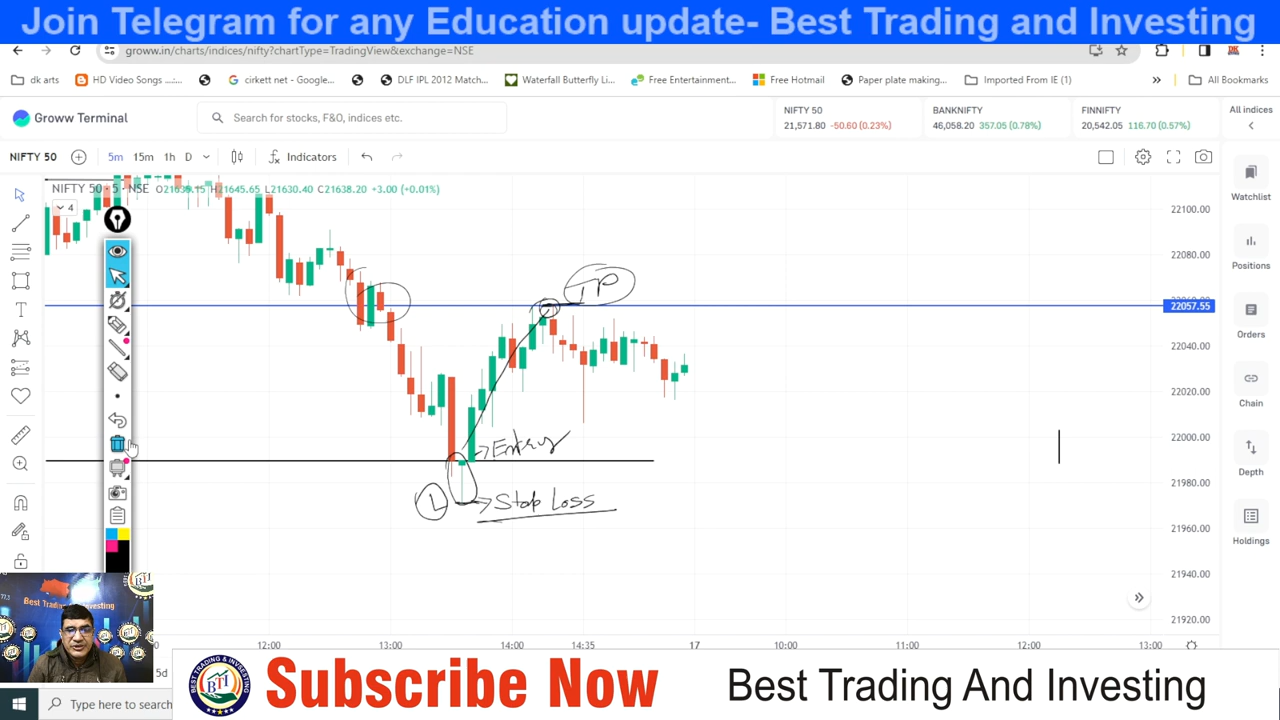 Join Telegram for any Education update- Best Trading and Investing
groww.in/charts/indices/nifty?chartType=TradingView&exchange=NSE
dk arts
HD Video Songs -...:
cirkett net - Google...
DLF IPL 2012 Match...
Waterfall Butterfly Li...
Free Entertainment...
Free Hotmail
Paper plate making...
Imported From IE (1)
»
All Bookmarks
Groww Terminal
Search for stocks, F&O, indices etc.
NIFTY 50
21,571.80 -50.60 (0.23%)
BANKNIFTY
46,058.20 357.05 (0.78%)
FINNIFTY
20,542.05 116.70 (0.57%)
All indices
NIFTY 50
5m 15m 1h D
Indicators
NIFTY 50 · 5 · NSE O21639.15 H21645.65 L21630.40 C21638.20 +3.00 (+0.01%)
4
Watchlist
Positions
Orders
Chain
Depth
Holdings
22100.00
22080.00
22057.55
22040.00
22020.00
22000.00
21980.00
21960.00
21940.00
21920.00
TP
Entry
L
Stop Loss
12:00 13:00 14:00 14:35 17 10:00 11:00 12:00 13:00
Best Trading and Investing
BTI
5d
BEST TRADING & INVESTING
BTI
Subscribe Now
Best Trading And Investing
Type here to search